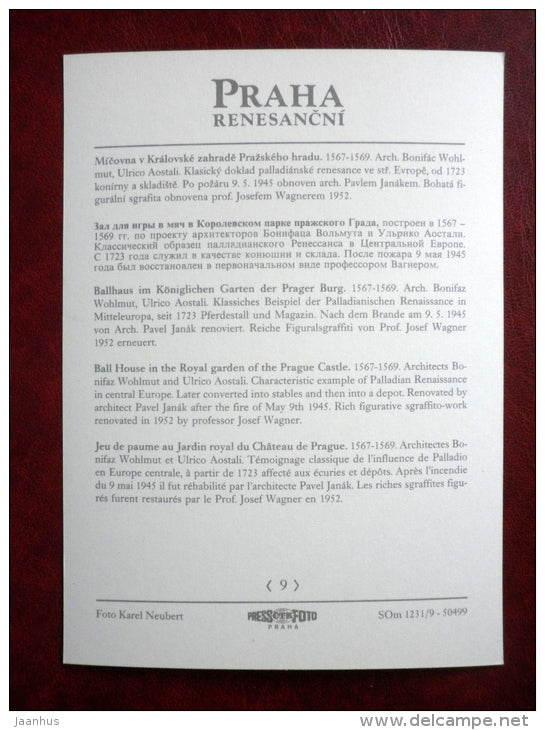 PRAHA
RENESANČNÍ
Míčovna v Královské zahradě Pražského hradu. 1567-1569. Arch. Bonifác Wohl-
mut, Ulrico Aostali. Klasický doklad palladiánské renesance ve stř. Evropě, od 1723
konírny a skladiště. Po požáru 9. 5. 1945 obnoven arch. Pavlem Janákem. Bohatá fi-
gurální sgrafita obnovena prof. Josefem Wagnerem 1952.
Зал для игры в мяч в Королевском парке пражского Града, построен в 1567 –
1569 гг. по проекту архитекторов Бонифаца Вольмута и Ульрико Аостали.
Классический образец палладианского Ренессанса в Центральной Европе.
С 1723 года служил в качестве конюшни и склада. После пожара 9 мая 1945
года был восстановлен в первоначальном виде профессором Вагнером.
Ballhaus im Königlichen Garten der Prager Burg. 1567-1569. Arch. Bonifaz
Wohlmut, Ulrico Aostali. Klassiches Beispiel der Palladianischen Renaissance in
Mitteleuropa, seit 1723 Pferdestall und Magazin. Nach dem Brande am 9. 5. 1945
von Arch. Pavel Janák renoviert. Reiche Figuralsgraffiti von Prof. Josef Wagner
1952 erneuert.
Ball House in the Royal garden of the Prague Castle. 1567-1569. Architects Bo-
nifaz Wohlmut and Ulrico Aostali. Characteristic example of Palladian Renaissance
in central Europe. Later converted into stables and then into a depot. Renovated by
architect Pavel Janák after the fire of May 9th 1945. Rich figurative sgraffito-work
renovated in 1952 by professor Josef Wagner.
Jeu de paume au Jardin royal du Château de Prague. 1567-1569. Architectes Bo-
nifaz Wohlmut et Ulrico Aostali. Témoignage classique de l'influence de Palladio
en Europe centrale, à partir de 1723 affecté aux écuries et dépôts. Après l'incendie
du 9 mai 1945 il fut réhabilité par l'architecte Pavel Janák. Les riches sgraffites figu-
rés furent restaurés par le Prof. Josef Wagner en 1952.
⟨ 9 ⟩
Foto Karel Neubert
PRESSFOTO
PRAHA
SOm 1231/9 - 50499
Jaanhus
www.delcampe.net